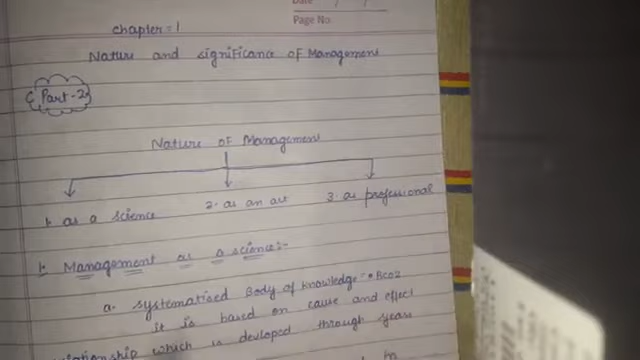 Date / /
Page No.
chapter = 1
Nature and significance of Management
( Part-2)
Nature of Management
1. as a science
2. as an art
3. as professional
1. Management as a science:-
a. systematised Body of knowledge =• Bcoz
it is based on cause and effect
relationship which is devloped through years